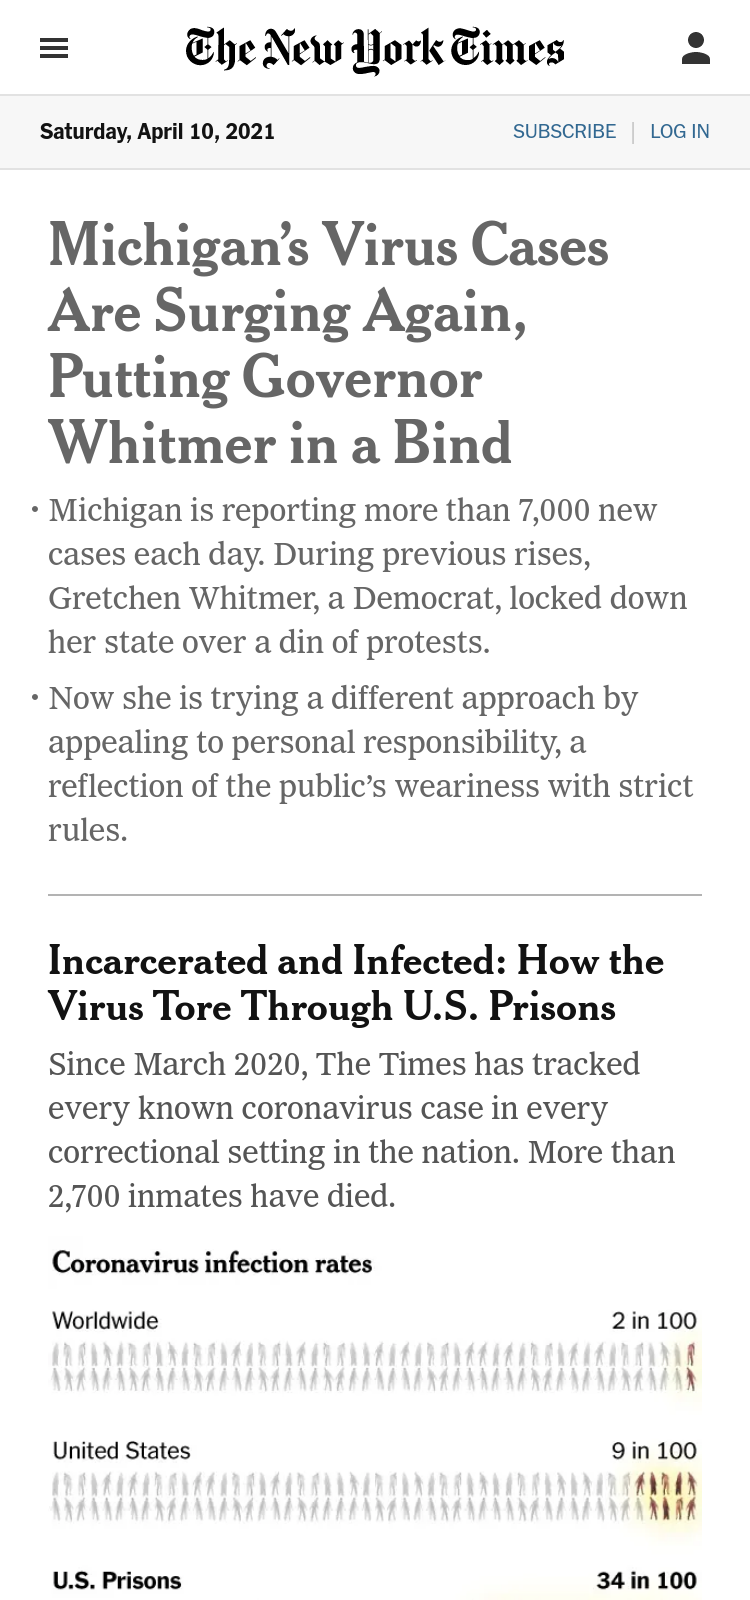 The New York Times
Saturday, April 10, 2021
SUBSCRIBE | LOG IN
Michigan’s Virus Cases
Are Surging Again,
Putting Governor
Whitmer in a Bind
• Michigan is reporting more than 7,000 new
cases each day. During previous rises,
Gretchen Whitmer, a Democrat, locked down
her state over a din of protests.
• Now she is trying a different approach by
appealing to personal responsibility, a
reflection of the public’s weariness with strict
rules.
Incarcerated and Infected: How the
Virus Tore Through U.S. Prisons
Since March 2020, The Times has tracked
every known coronavirus case in every
correctional setting in the nation. More than
2,700 inmates have died.
Coronavirus infection rates
Worldwide 2 in 100
United States 9 in 100
U.S. Prisons 34 in 100